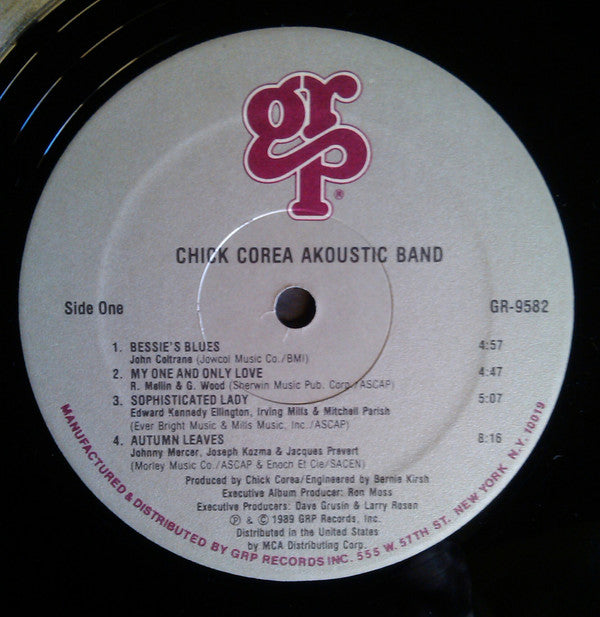 grp®
CHICK COREA AKOUSTIC BAND
Side One
GR-9582
1. BESSIE'S BLUES 4:57
John Coltrane (Jowcol Music Co./BMI)
2. MY ONE AND ONLY LOVE 4:47
R. Mellin & G. Wood (Sherwin Music Pub. Corp./ASCAP)
3. SOPHISTICATED LADY 5:07
Edward Kennedy Ellington, Irving Mills & Mitchell Parish
(Ever Bright Music & Mills Music, Inc./ASCAP)
4. AUTUMN LEAVES 8:16
Johnny Mercer, Joseph Kozma & Jacques Prevert
(Morley Music Co./ASCAP & Enoch Et Cie/SACEN)
Produced by Chick Corea/Engineered by Bernie Kirsh
Executive Album Producer: Ron Moss
Executive Producers: Dave Grusin & Larry Rosen
℗ & © 1989 GRP Records, Inc.
Distributed in the United States
by MCA Distributing Corp.
MANUFACTURED & DISTRIBUTED BY GRP RECORDS INC. 555 W. 57TH ST. NEW YORK N.Y. 10019